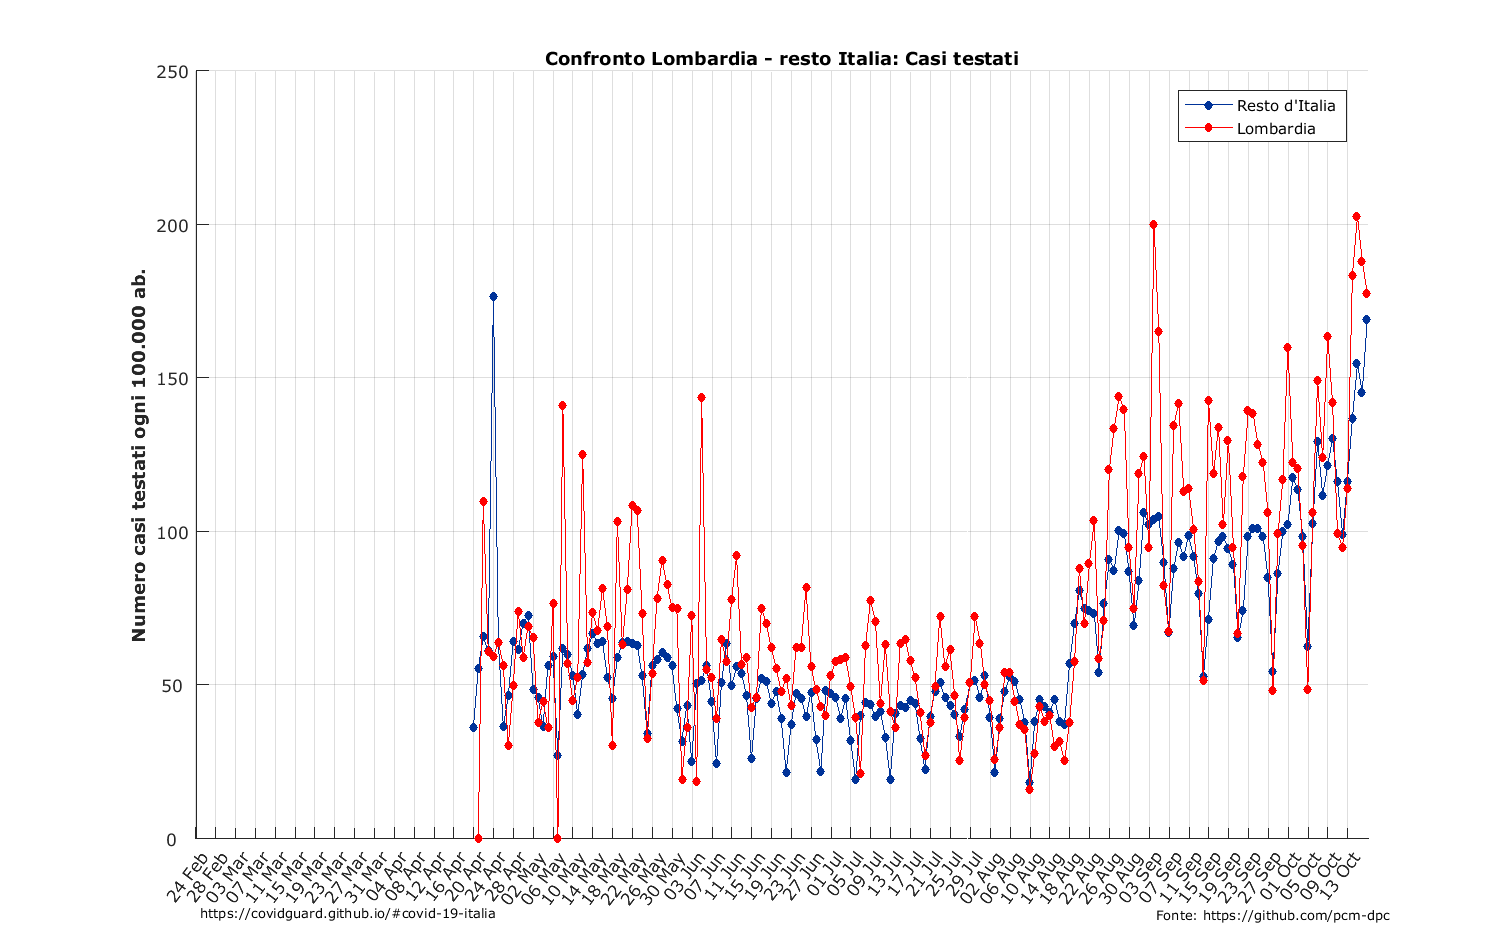 Confronto Lombardia - resto Italia: Casi testati
Resto d'Italia
Lombardia
Numero casi testati ogni 100.000 ab.
250
200
150
100
50
0
24 Feb
28 Feb
03 Mar
07 Mar
11 Mar
15 Mar
19 Mar
23 Mar
27 Mar
31 Mar
04 Apr
08 Apr
12 Apr
16 Apr
20 Apr
24 Apr
28 Apr
02 May
06 May
10 May
14 May
18 May
22 May
26 May
30 May
03 Jun
07 Jun
11 Jun
15 Jun
19 Jun
23 Jun
27 Jun
01 Jul
05 Jul
09 Jul
13 Jul
17 Jul
21 Jul
25 Jul
29 Jul
02 Aug
06 Aug
10 Aug
14 Aug
18 Aug
22 Aug
26 Aug
30 Aug
03 Sep
07 Sep
11 Sep
15 Sep
19 Sep
23 Sep
27 Sep
01 Oct
05 Oct
09 Oct
13 Oct
https://covidguard.github.io/#covid-19-italia
Fonte: https://github.com/pcm-dpc